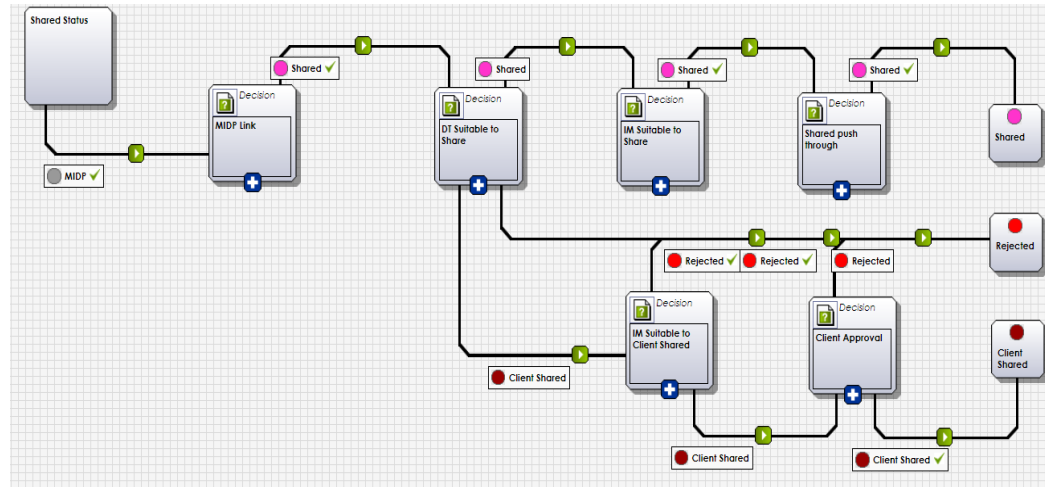 Shared Status
MIDP
Decision
MIDP Link
Shared
Decision
DT Suitable to
Share
Shared
Decision
IM Suitable to
Share
Shared
Decision
Shared push
through
Shared
Shared
Rejected
Rejected
Rejected
Rejected
Client Shared
Decision
IM Suitable to
Client Shared
Client Shared
Decision
Client Approval
Client Shared
Client
Shared